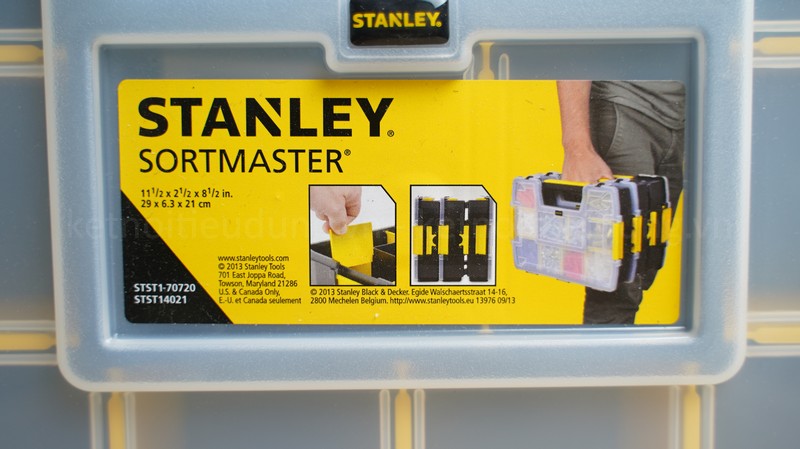 STANLEY®
STANLEY®
SORTMASTER®
11 1/2 x 2 1/2 x 8 1/2 in.
29 x 6.3 x 21 cm
www.stanleytools.com
© 2013 Stanley Tools
701 East Joppa Road,
Towson, Maryland 21286
U.S. & Canada Only,
E.-U. et Canada seulement
STST1-70720
STST14021
© 2013 Stanley Black & Decker. Egide Walschaertsstraat 14-16,
2800 Mechelen Belgium. http://www.stanleytools.eu 13976 09/13